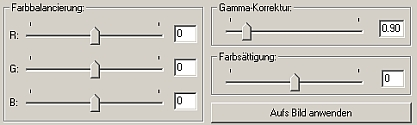 Farbbalancierung:
R: 0
G: 0
B: 0
Gamma-Korrektur:
0.90
Farbsättigung:
0
Aufs Bild anwenden